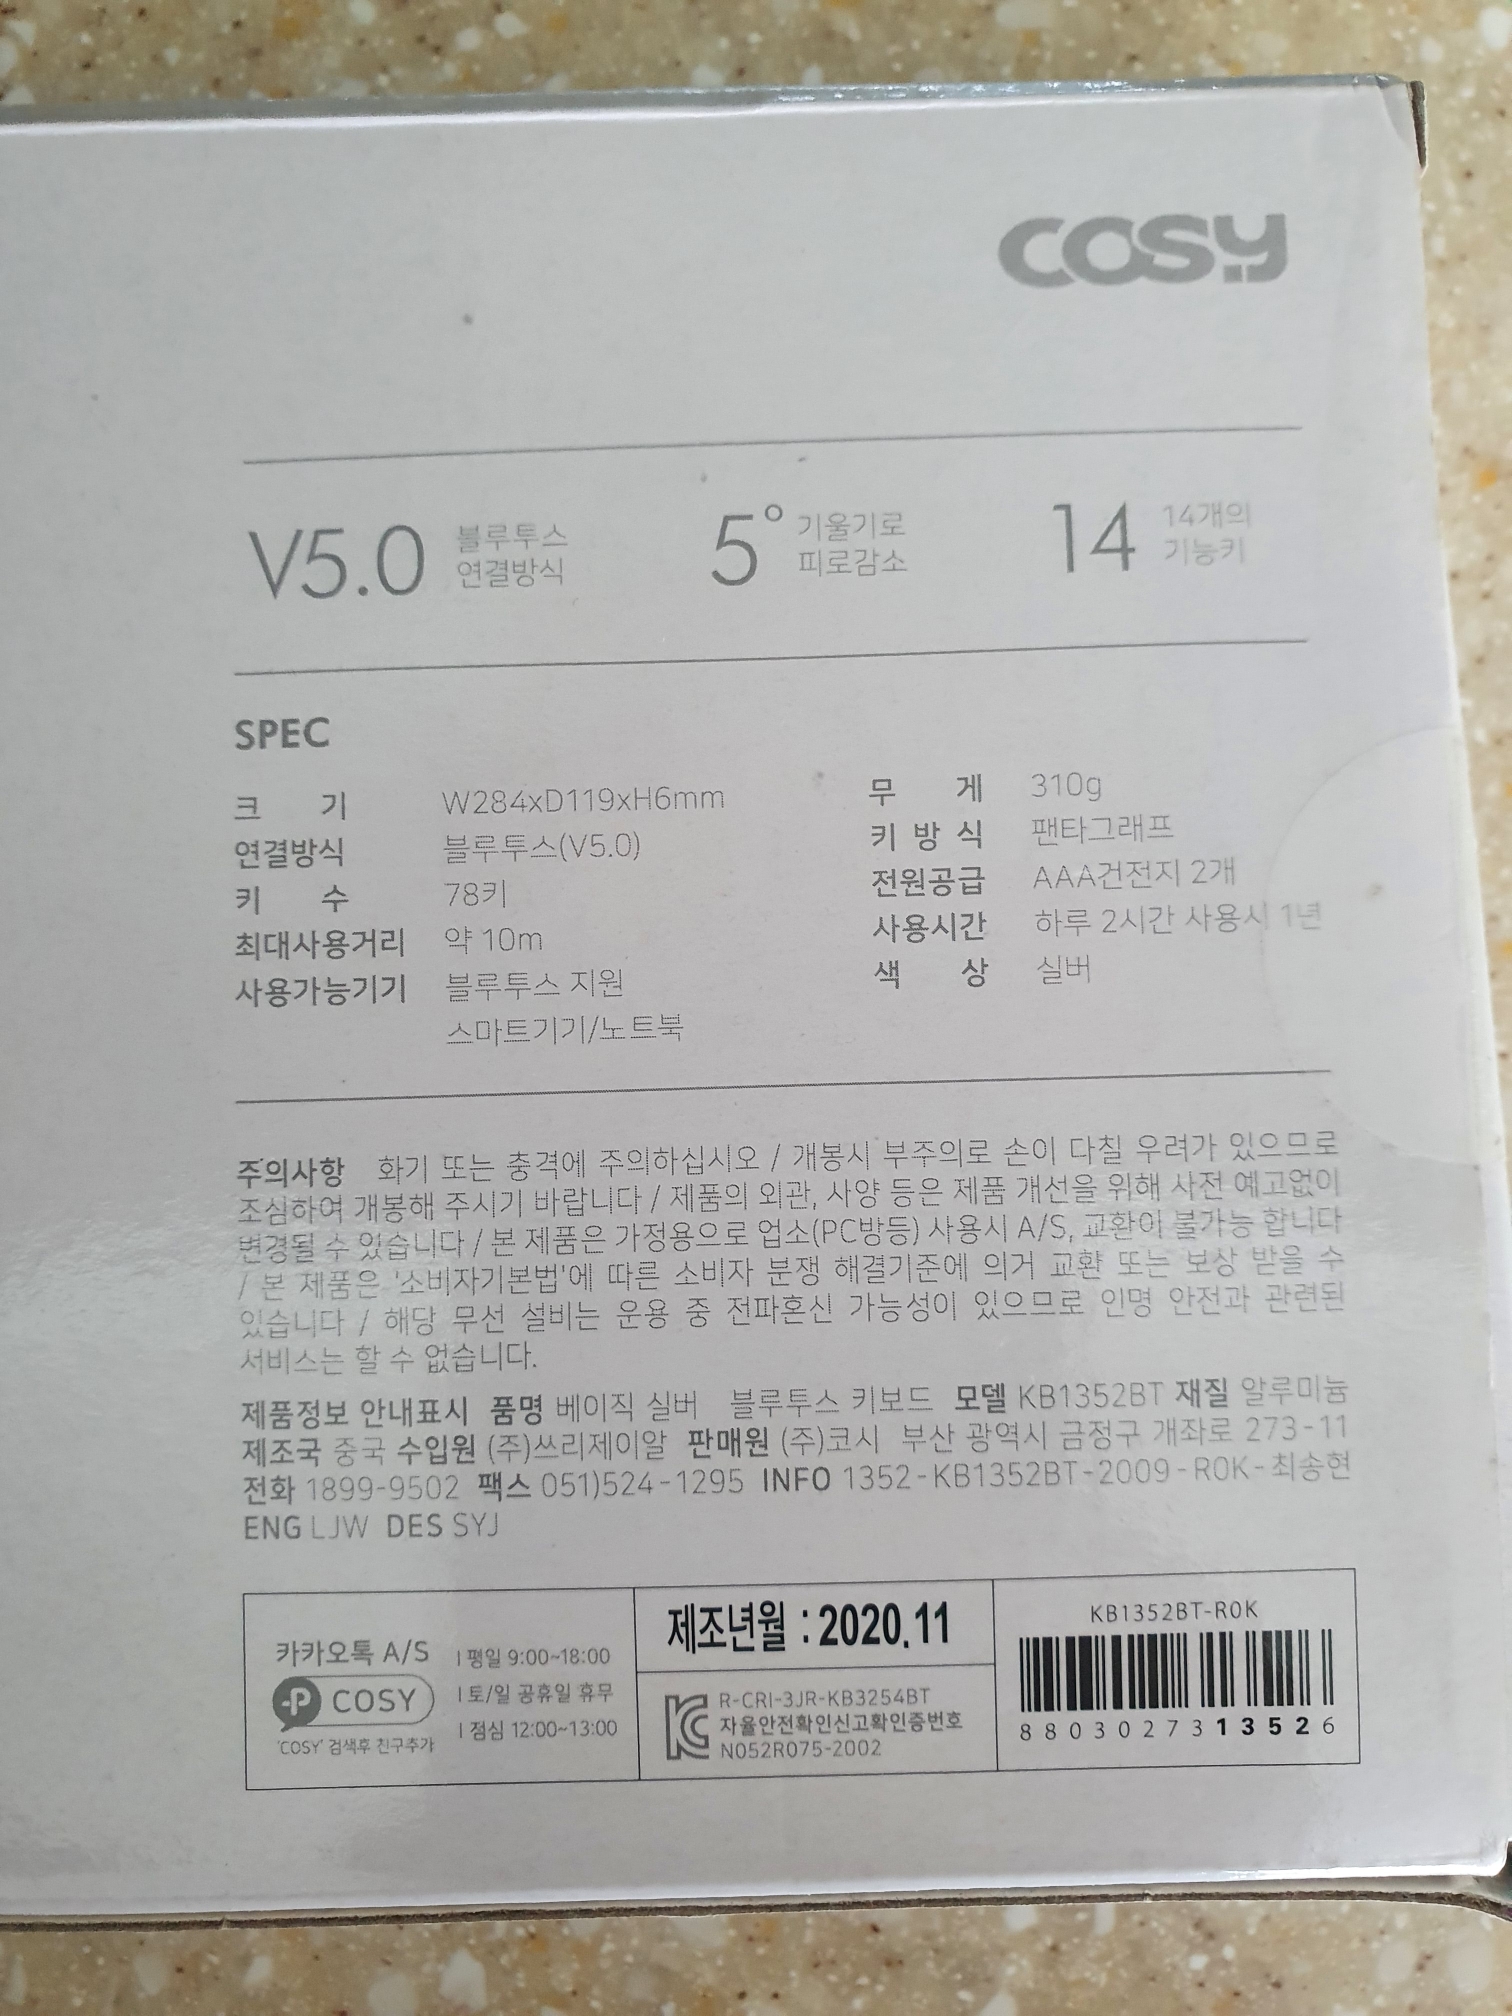 COSY
V5.0 블루투스 연결방식
5° 기울기로 피로감소
14 14개의 기능키
SPEC
크 기 W284xD119xH6mm
연결방식 블루투스(V5.0)
키 수 78키
최대사용거리 약 10m
사용가능기기 블루투스 지원
스마트기기/노트북
무 게 310g
키 방 식 팬타그래프
전원공급 AAA건전지 2개
사용시간 하루 2시간 사용시 1년
색 상 실버
주의사항 화기 또는 충격에 주의하십시오 / 개봉시 부주의로 손이 다칠 우려가 있으므로
조심하여 개봉해 주시기 바랍니다 / 제품의 외관, 사양 등은 제품 개선을 위해 사전 예고없이
변경될 수 있습니다 / 본 제품은 가정용으로 업소(PC방등) 사용시 A/S, 교환이 불가능 합니다
/ 본 제품은 '소비자기본법'에 따른 소비자 분쟁 해결기준에 의거 교환 또는 보상 받을 수
있습니다 / 해당 무선 설비는 운용 중 전파혼신 가능성이 있으므로 인명 안전과 관련된
서비스는 할 수 없습니다.
제품정보 안내표시 품명 베이직 실버 블루투스 키보드 모델 KB1352BT 재질 알루미늄
제조국 중국 수입원 (주)쓰리제이알 판매원 (주)코시 부산 광역시 금정구 개좌로 273-11
전화 1899-9502 팩스 051)524-1295 INFO 1352-KB1352BT-2009-R0K-최송현
ENG LJW DES SYJ
카카오톡 A/S
P COSY
'COSY' 검색후 친구추가
| 평일 9:00~18:00
| 토/일 공휴일 휴무
| 점심 12:00~13:00
제조년월 : 2020.11
R-CRI-3JR-KB3254BT
자율안전확인신고확인증번호
N052R075-2002
KB1352BT-R0K
8803027313526